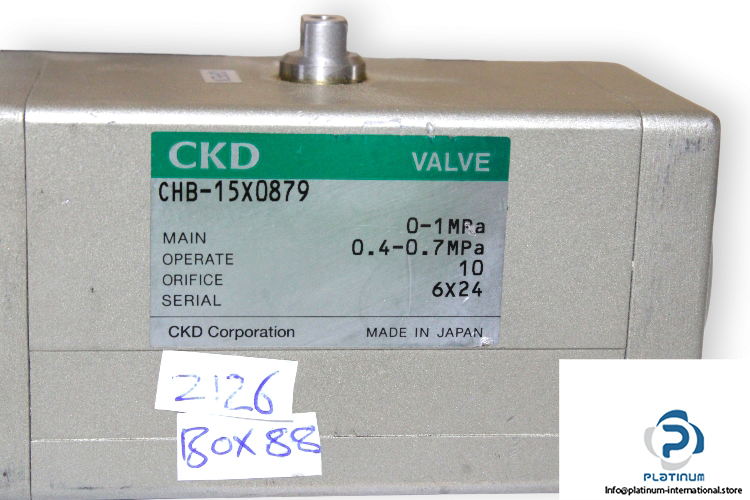 CKD VALVE
CHB-15X0879
MAIN 0-1MPa
OPERATE 0.4-0.7MPa
ORIFICE 10
SERIAL 6X24
CKD Corporation MADE IN JAPAN
2126
BOX 88
PLATINUM
Info@platinum-international.store